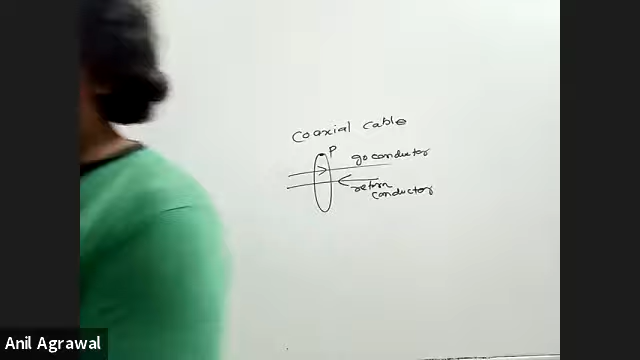 Coaxial Cable
P
go conductor
return
conductor
Anil Agrawal